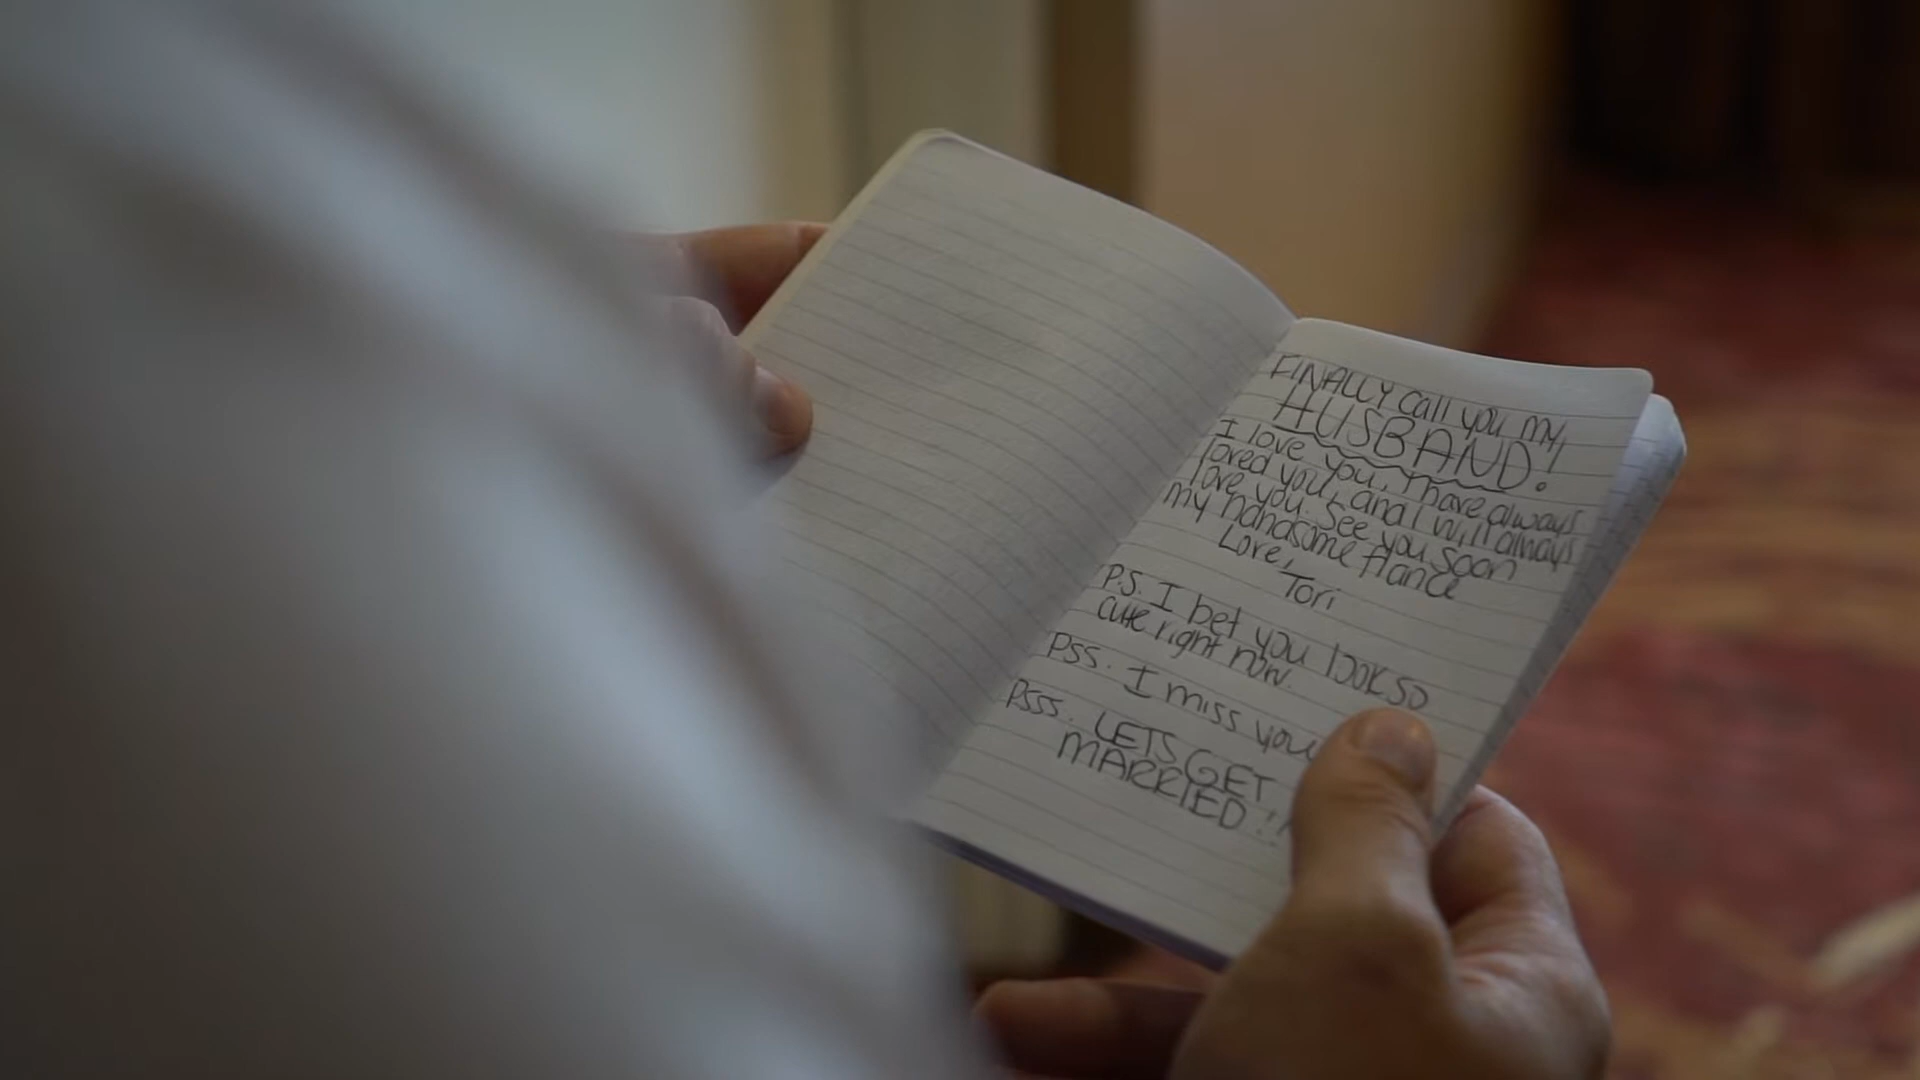 FINALLY call you my
HUSBAND!
I love you, I have always
loved you, and I will always
love you. See you soon
my handsome fiance
Love,
Tori
P.S. I bet you look so
cute right now.
PSS. I miss you
PSSS. LETS GET
MARRIED!!